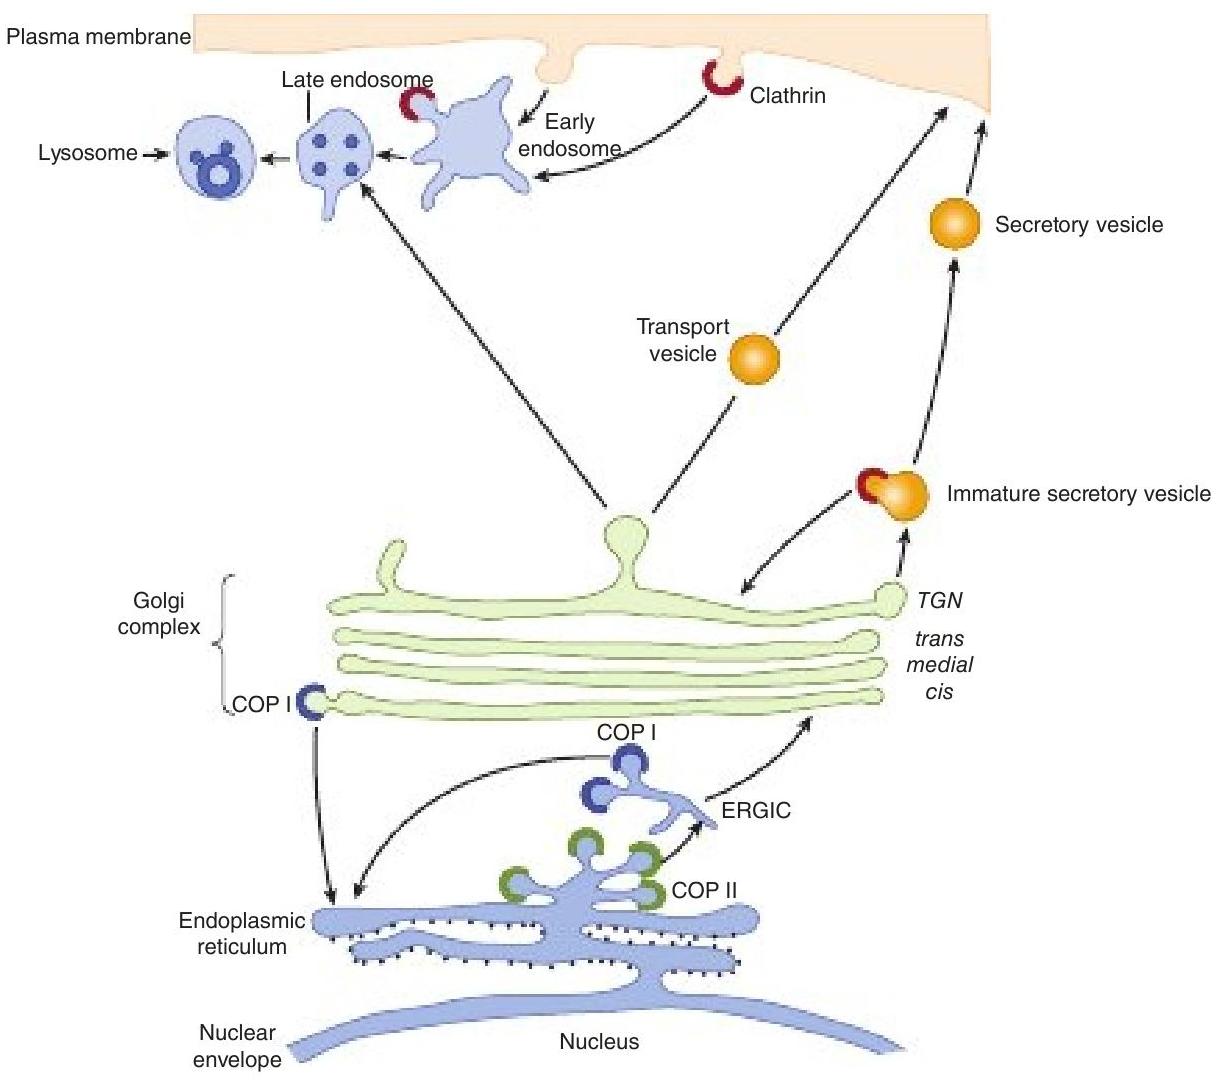 Plasma membrane
Late endosome
Clathrin
Early
endosome
Lysosome
Secretory vesicle
Transport
vesicle
Immature secretory vesicle
Golgi
complex
TGN
trans
medial
cis
COP I
COP I
ERGIC
COP II
Endoplasmic
reticulum
Nuclear
envelope
Nucleus